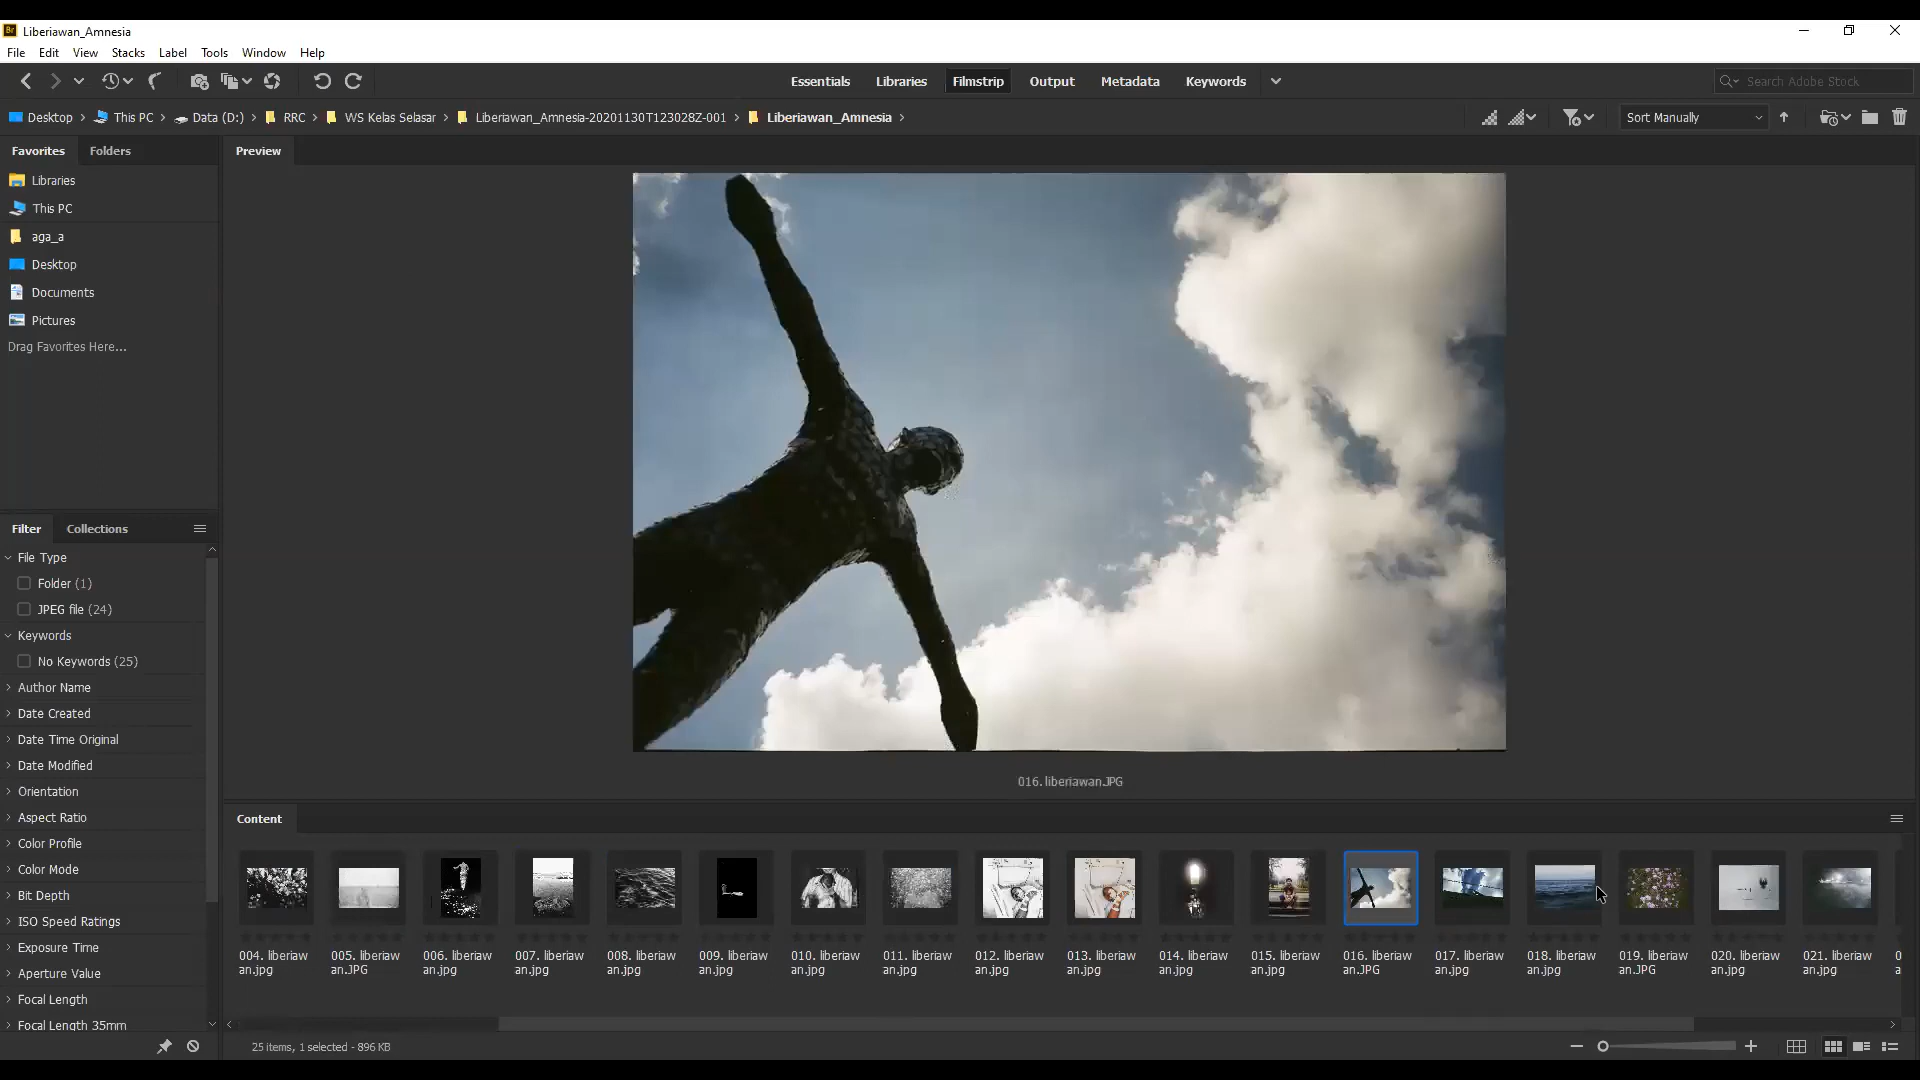 Br Liberiawan_Amnesia
File Edit View Stacks Label Tools Window Help
Essentials Libraries Filmstrip Output Metadata Keywords
Search Adobe Stock
Desktop > This PC > Data (D:) > RRC > WS Kelas Selasar > Liberiawan_Amnesia-20201130T123028Z-001 > Liberiawan_Amnesia >
Sort Manually
Favorites Folders
Preview
Libraries
This PC
aga_a
Desktop
Documents
Pictures
Drag Favorites Here...
016. liberiawan.JPG
Filter Collections
File Type
Folder (1)
JPEG file (24)
Keywords
No Keywords (25)
Author Name
Date Created
Date Time Original
Date Modified
Orientation
Aspect Ratio
Color Profile
Color Mode
Bit Depth
ISO Speed Ratings
Exposure Time
Aperture Value
Focal Length
Focal Length 35mm
Content
004. liberiaw 005. liberiaw 006. liberiaw 007. liberiaw 008. liberiaw 009. liberiaw 010. liberiaw 011. liberiaw 012. liberiaw 013. liberiaw 014. liberiaw 015. liberiaw 016. liberiaw 017. liberiaw 018. liberiaw 019. liberiaw 020. liberiaw 021. liberiaw
an.jpg an.JPG an.jpg an.jpg an.jpg an.jpg an.jpg an.jpg an.jpg an.jpg an.jpg an.jpg an.JPG an.jpg an.jpg an.JPG an.jpg an.jpg
25 items, 1 selected - 896 KB